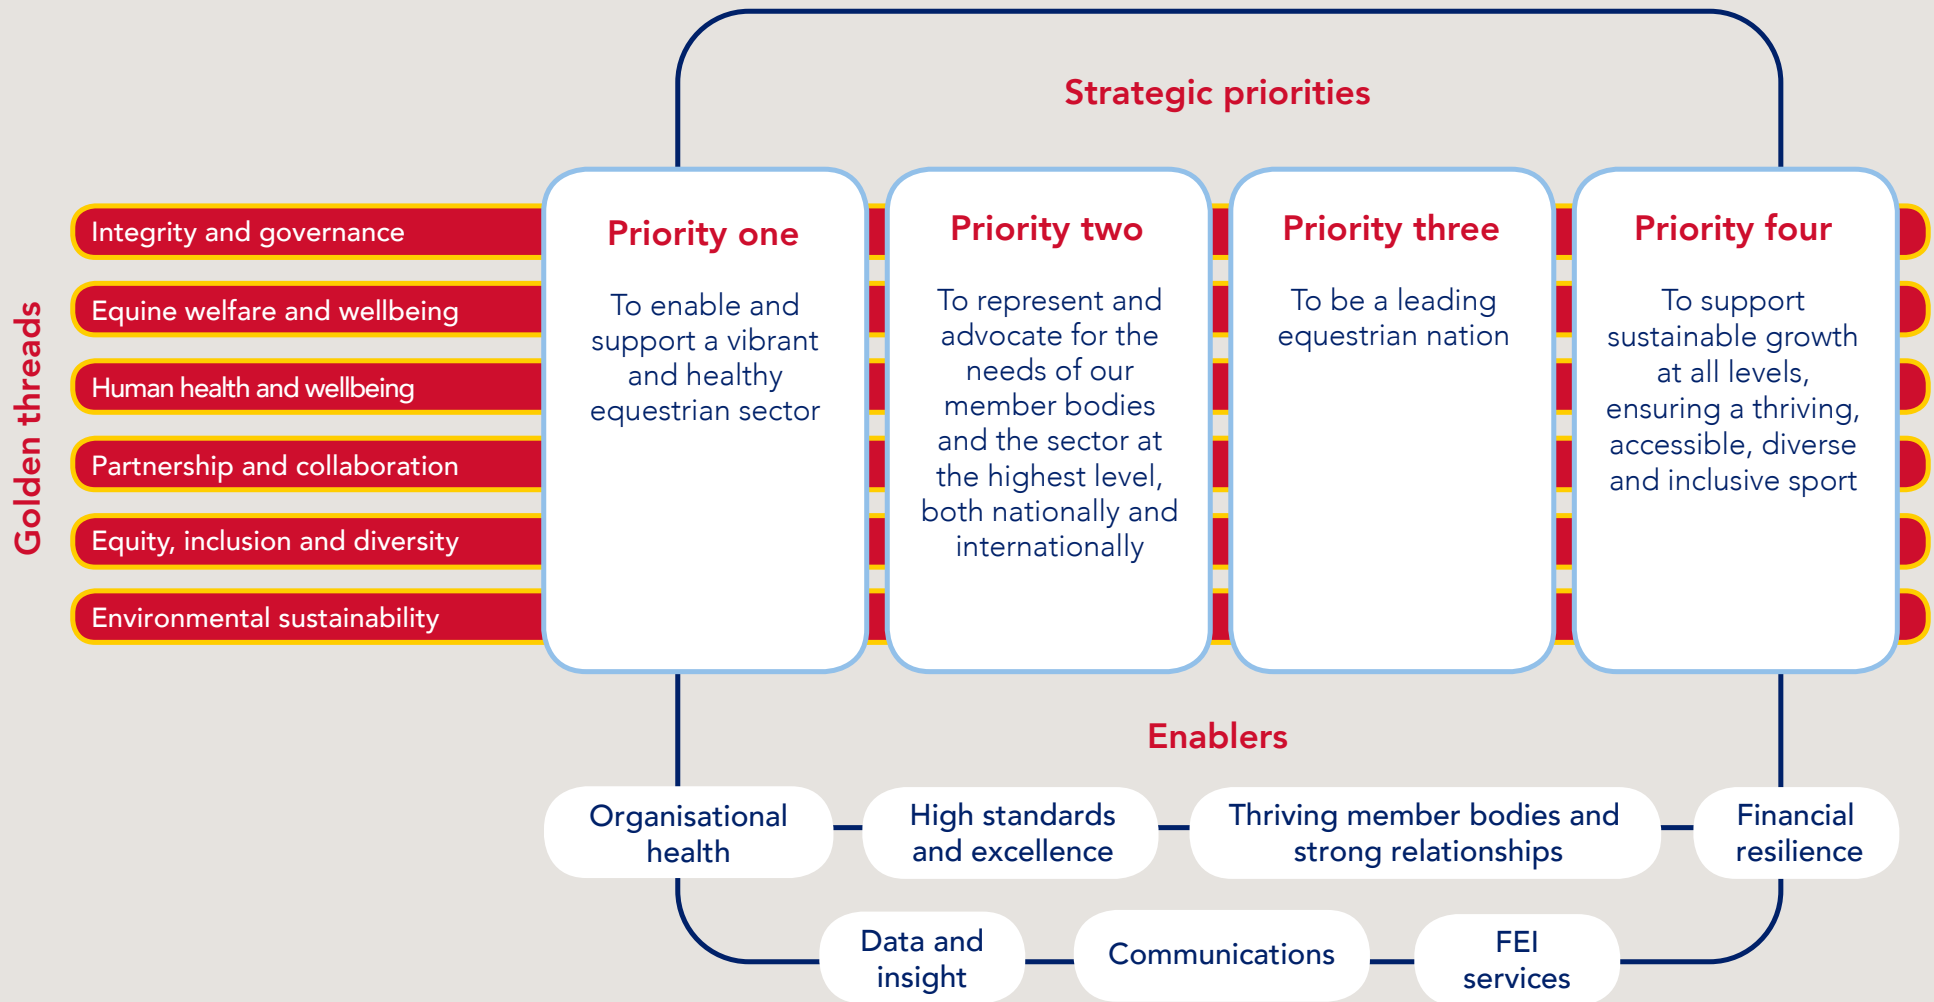 Strategic priorities
Golden threads
Integrity and governance
Equine welfare and wellbeing
Human health and wellbeing
Partnership and collaboration
Equity, inclusion and diversity
Environmental sustainability
Priority one
To enable and
support a vibrant
and healthy
equestrian sector
Priority two
To represent and
advocate for the
needs of our
member bodies
and the sector at
the highest level,
both nationally and
internationally
Priority three
To be a leading
equestrian nation
Priority four
To support
sustainable growth
at all levels,
ensuring a thriving,
accessible, diverse
and inclusive sport
Enablers
Organisational
health
High standards
and excellence
Thriving member bodies and
strong relationships
Financial
resilience
Data and
insight
Communications
FEI
services